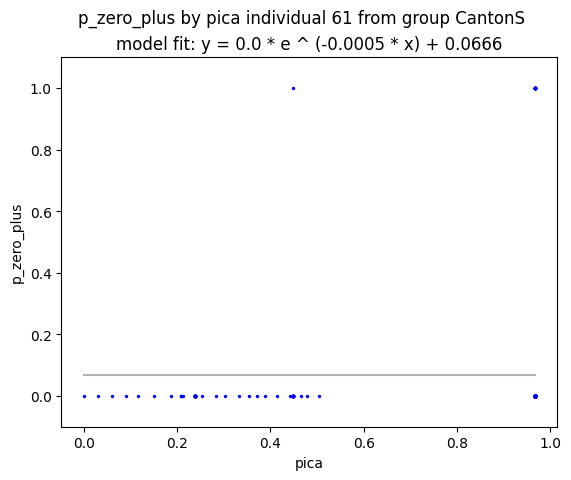 p_zero_plus by pica individual 61 from group CantonS
model fit: y = 0.0 * e ^ (-0.0005 * x) + 0.0666
1.0
0.8
0.6
0.4
0.2
0.0
p_zero_plus
0.0 0.2 0.4 0.6 0.8 1.0
pica